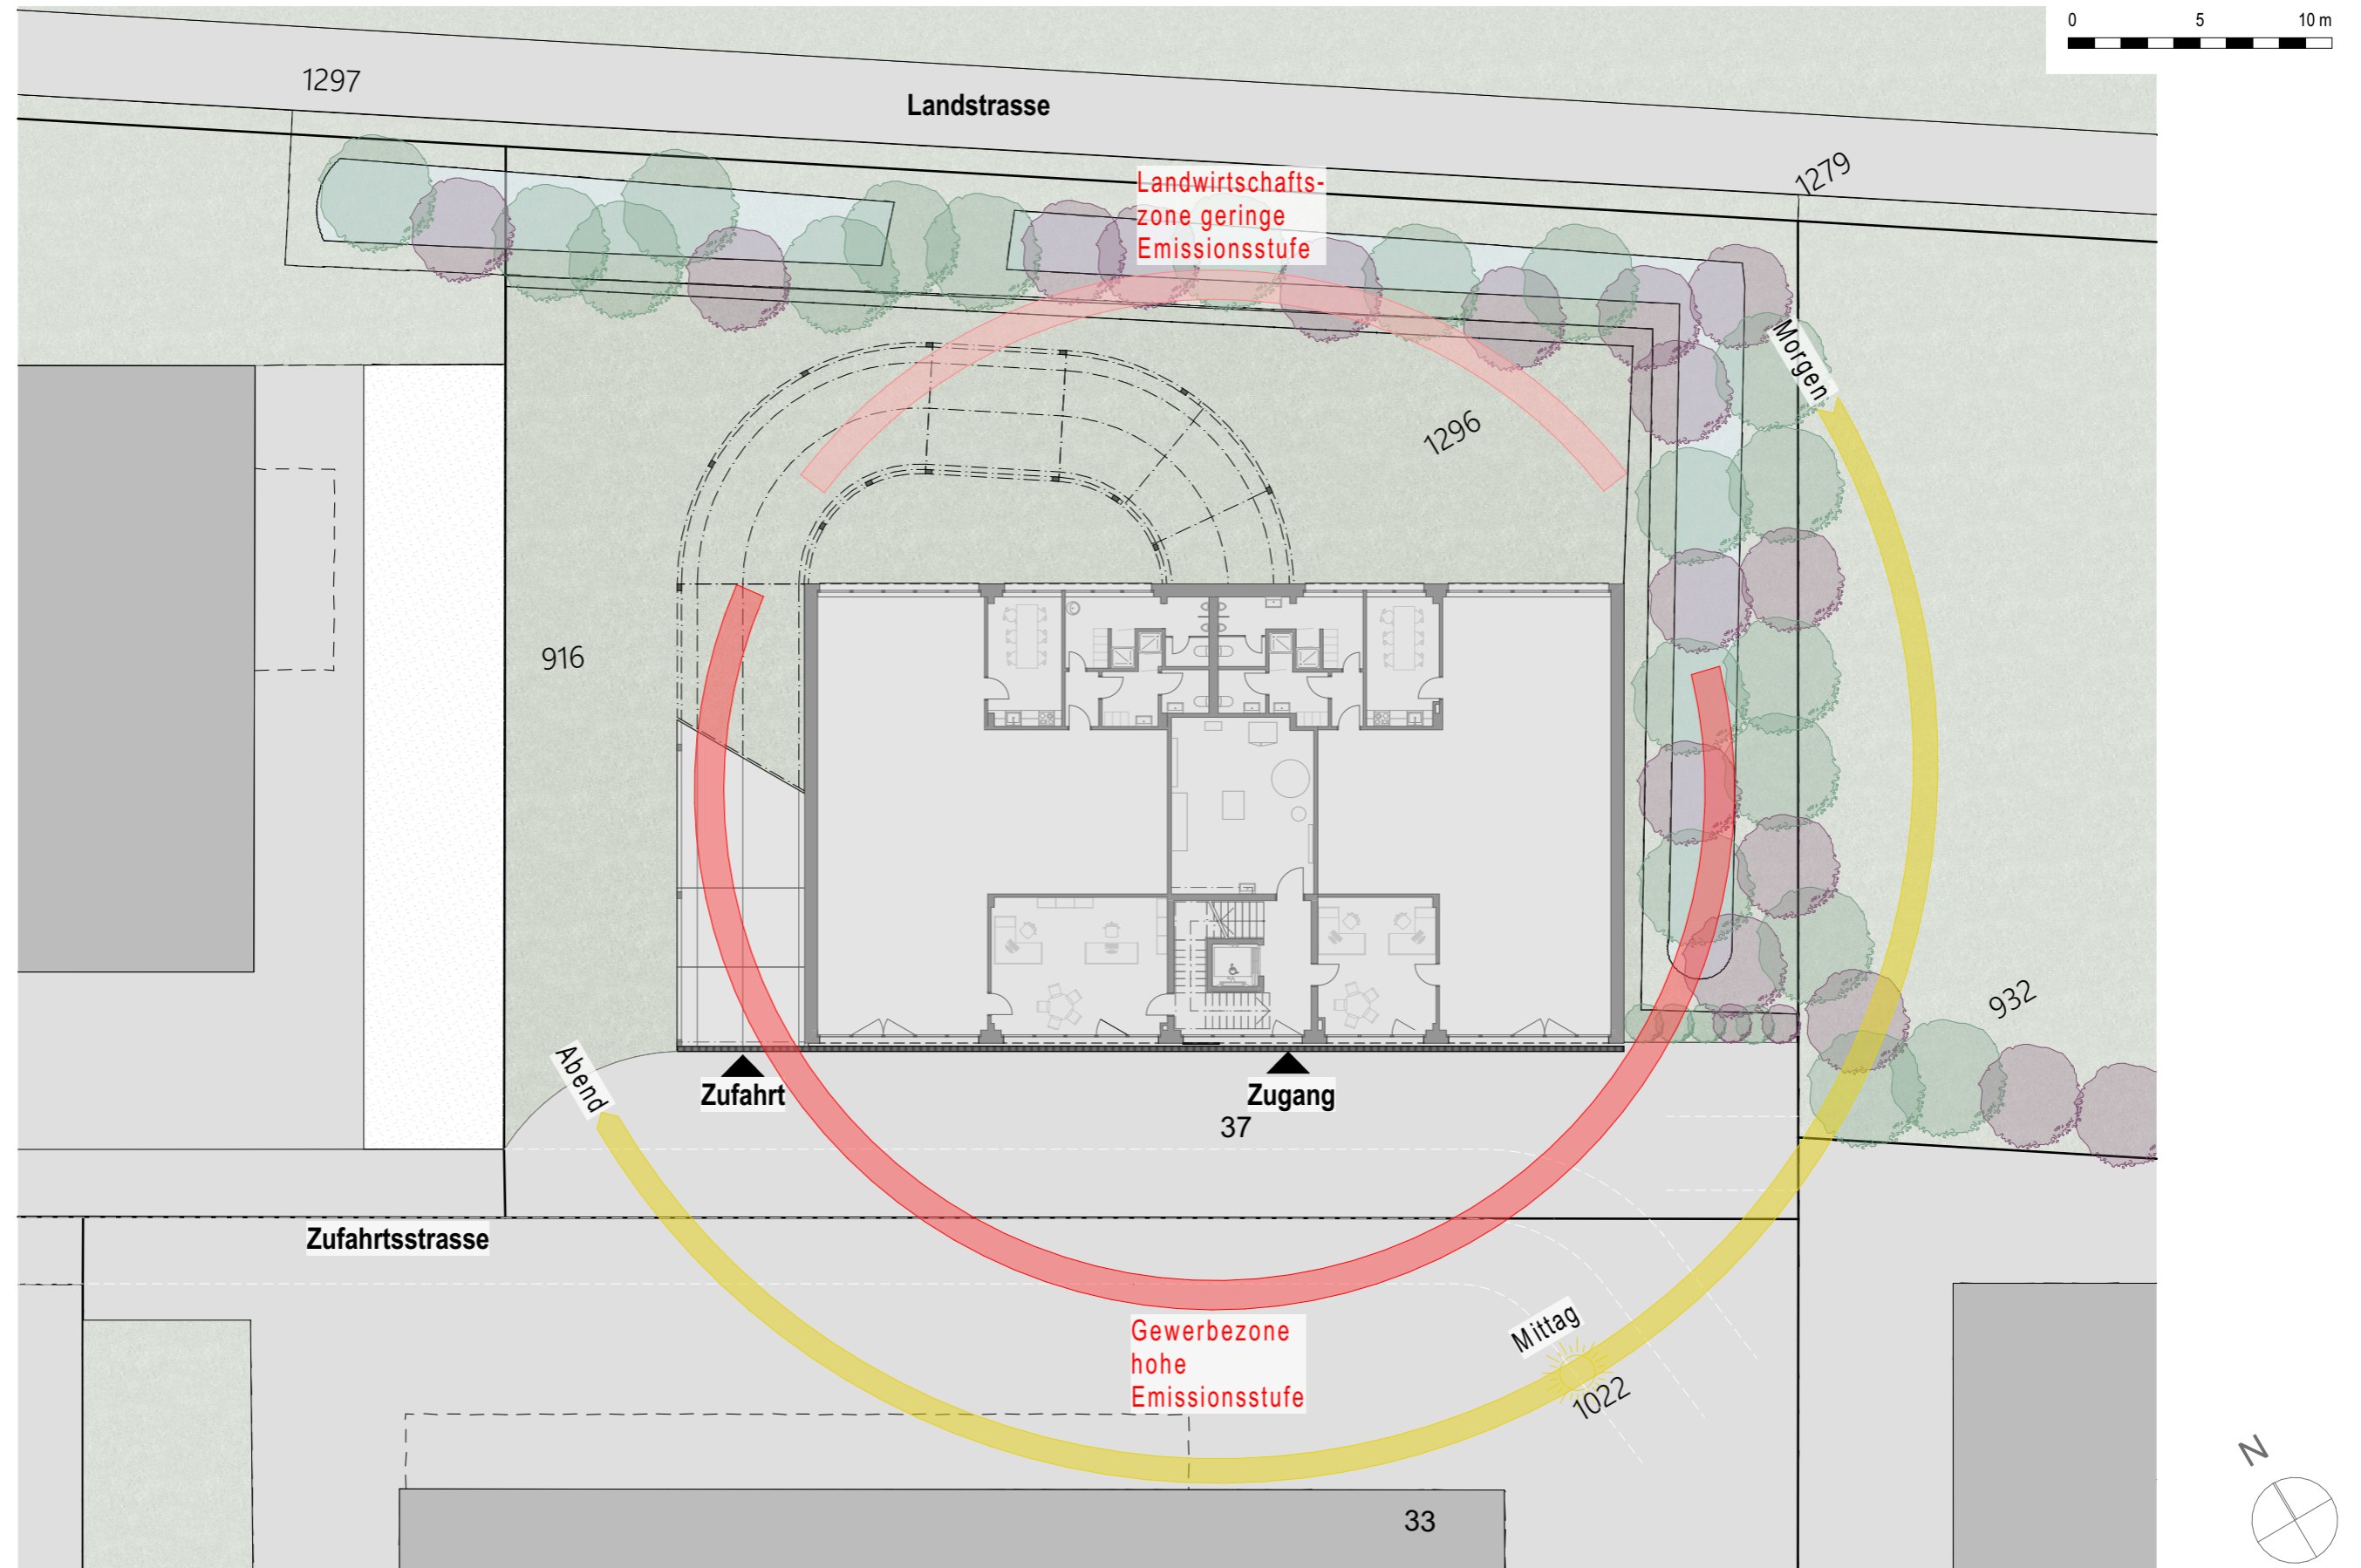 0 5 10 m
1297
Landstrasse
1279
Landwirtschafts-
zone geringe
Emissionsstufe
Morgen
1296
916
932
Abend
Zufahrt
Zugang
37
Zufahrtsstrasse
Mittag
Gewerbezone
hohe
Emissionsstufe
1022
N
33